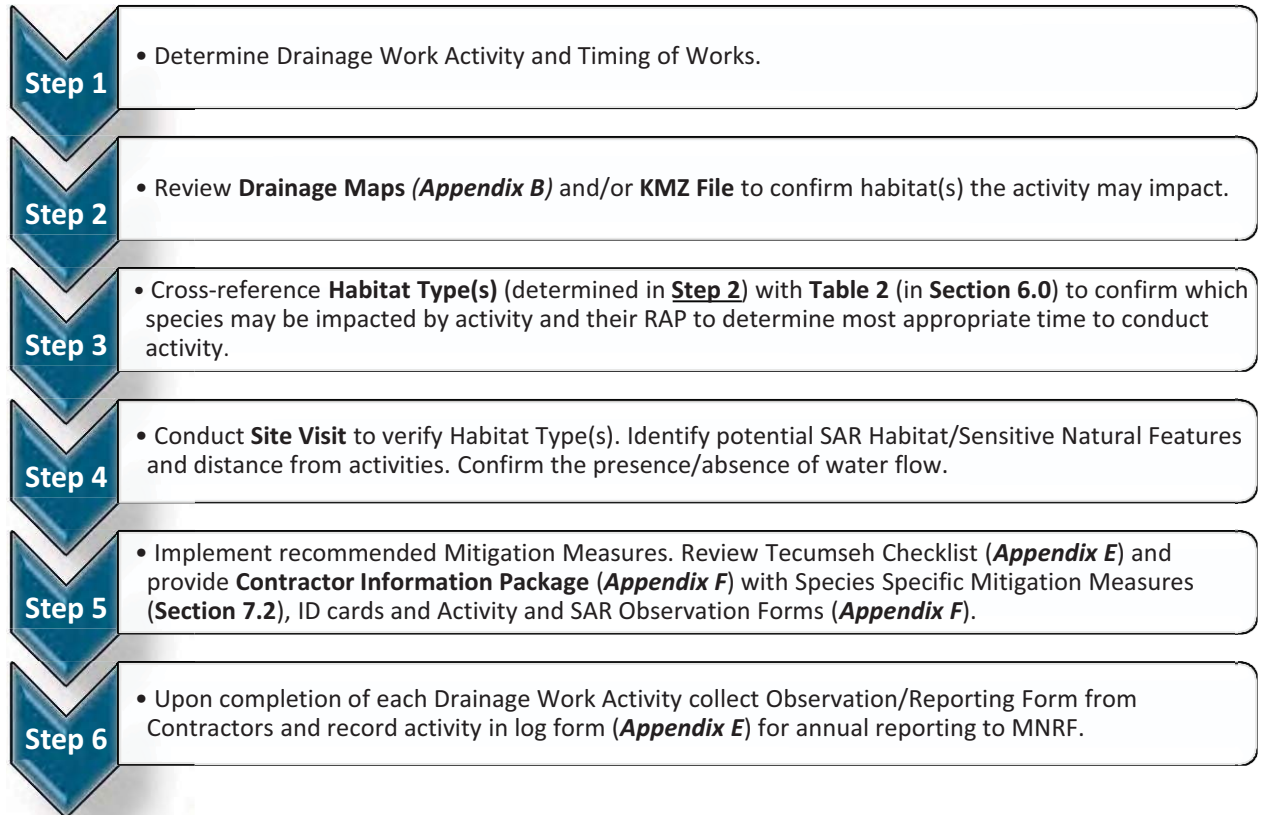 Step 1
• Determine Drainage Work Activity and Timing of Works.
Step 2
• Review Drainage Maps (Appendix B) and/or KMZ File to confirm habitat(s) the activity may impact.
Step 3
• Cross-reference Habitat Type(s) (determined in Step 2) with Table 2 (in Section 6.0) to confirm which
species may be impacted by activity and their RAP to determine most appropriate time to conduct
activity.
Step 4
• Conduct Site Visit to verify Habitat Type(s). Identify potential SAR Habitat/Sensitive Natural Features
and distance from activities. Confirm the presence/absence of water flow.
Step 5
• Implement recommended Mitigation Measures. Review Tecumseh Checklist (Appendix E) and
provide Contractor Information Package (Appendix F) with Species Specific Mitigation Measures
(Section 7.2), ID cards and Activity and SAR Observation Forms (Appendix F).
Step 6
• Upon completion of each Drainage Work Activity collect Observation/Reporting Form from
Contractors and record activity in log form (Appendix E) for annual reporting to MNRF.